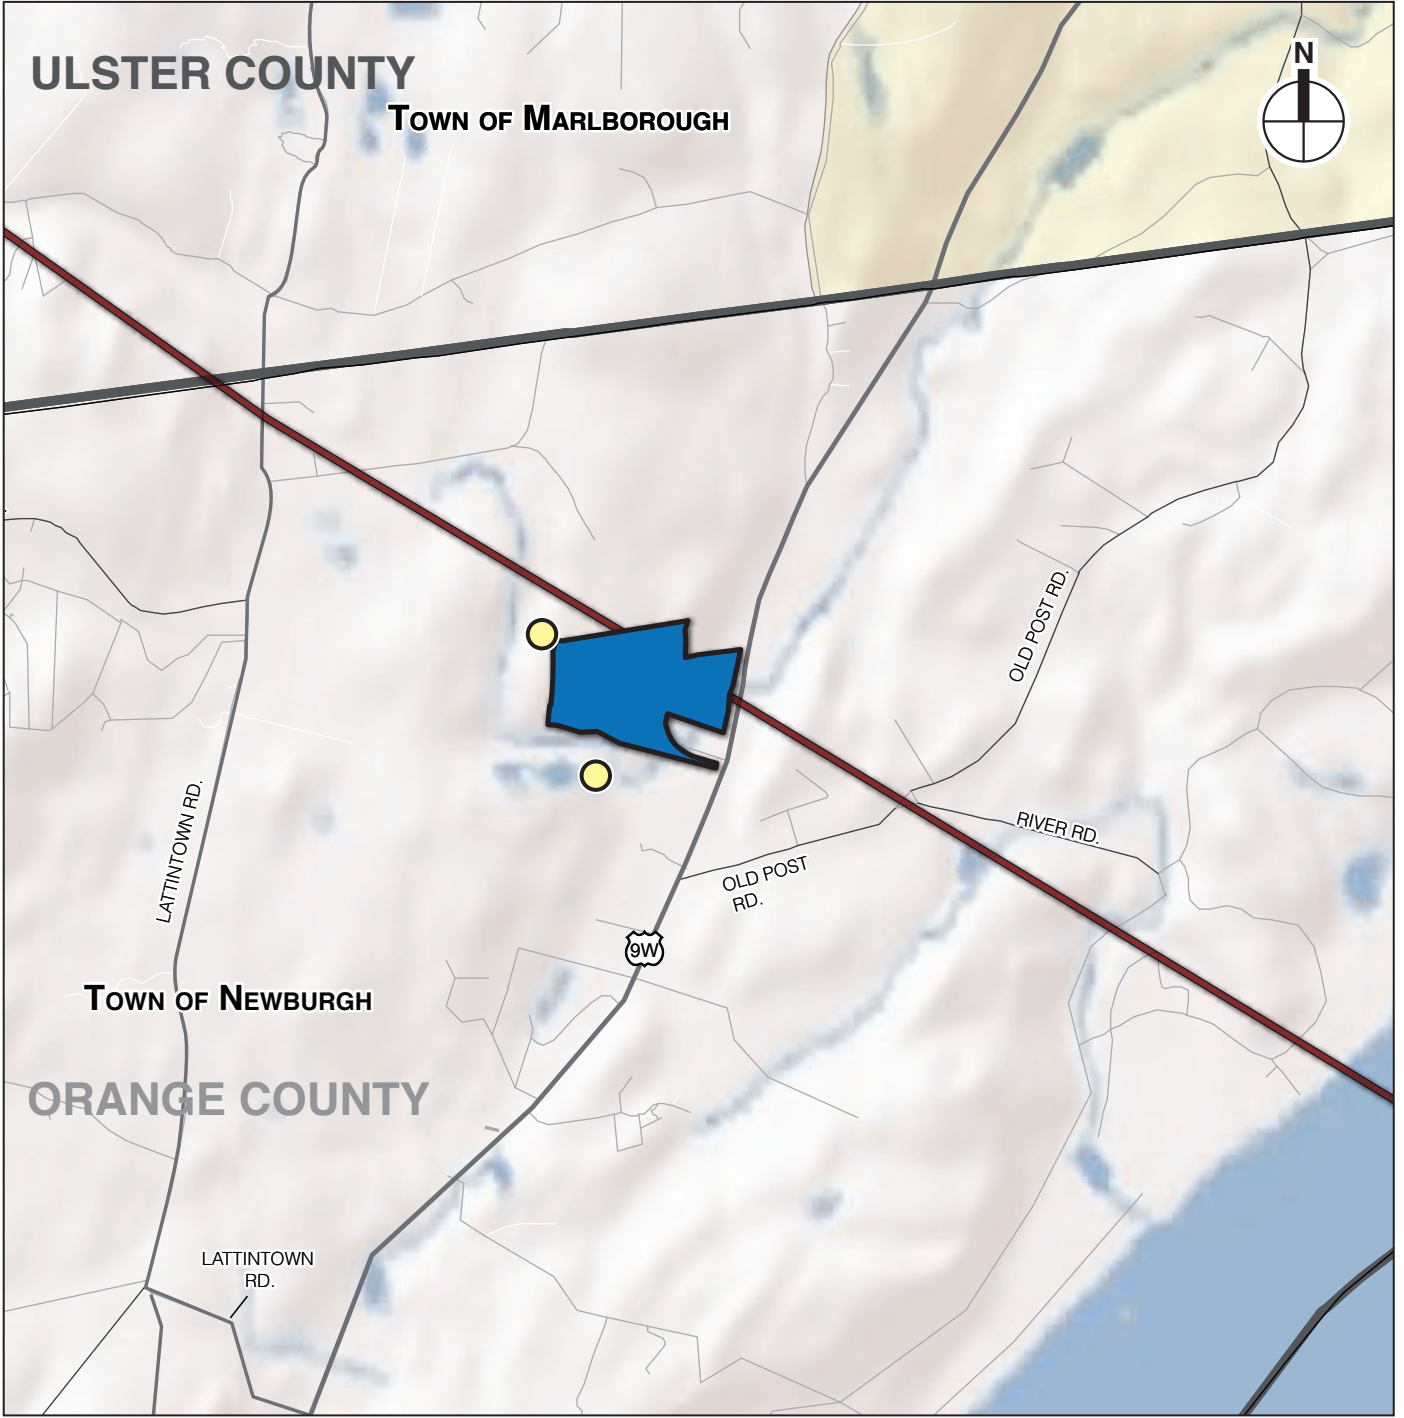 N
ULSTER COUNTY
TOWN OF MARLBOROUGH
OLD POST RD.
LATTINTOWN RD.
RIVER RD.
OLD POST
RD.
9W
TOWN OF NEWBURGH
ORANGE COUNTY
LATTINTOWN
RD.